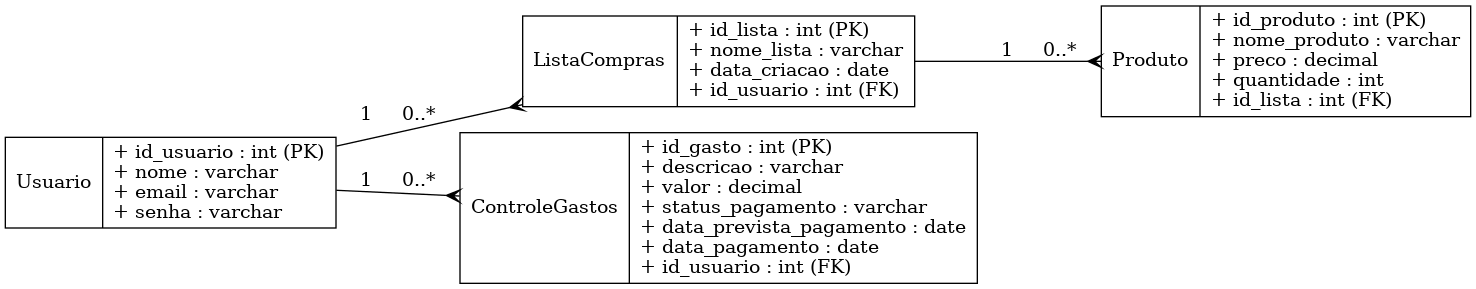 Usuario
+ id_usuario : int (PK)
+ nome : varchar
+ email : varchar
+ senha : varchar
1 0..*
1 0..*
ListaCompras
+ id_lista : int (PK)
+ nome_lista : varchar
+ data_criacao : date
+ id_usuario : int (FK)
ControleGastos
+ id_gasto : int (PK)
+ descricao : varchar
+ valor : decimal
+ status_pagamento : varchar
+ data_prevista_pagamento : date
+ data_pagamento : date
+ id_usuario : int (FK)
1 0..*
Produto
+ id_produto : int (PK)
+ nome_produto : varchar
+ preco : decimal
+ quantidade : int
+ id_lista : int (FK)